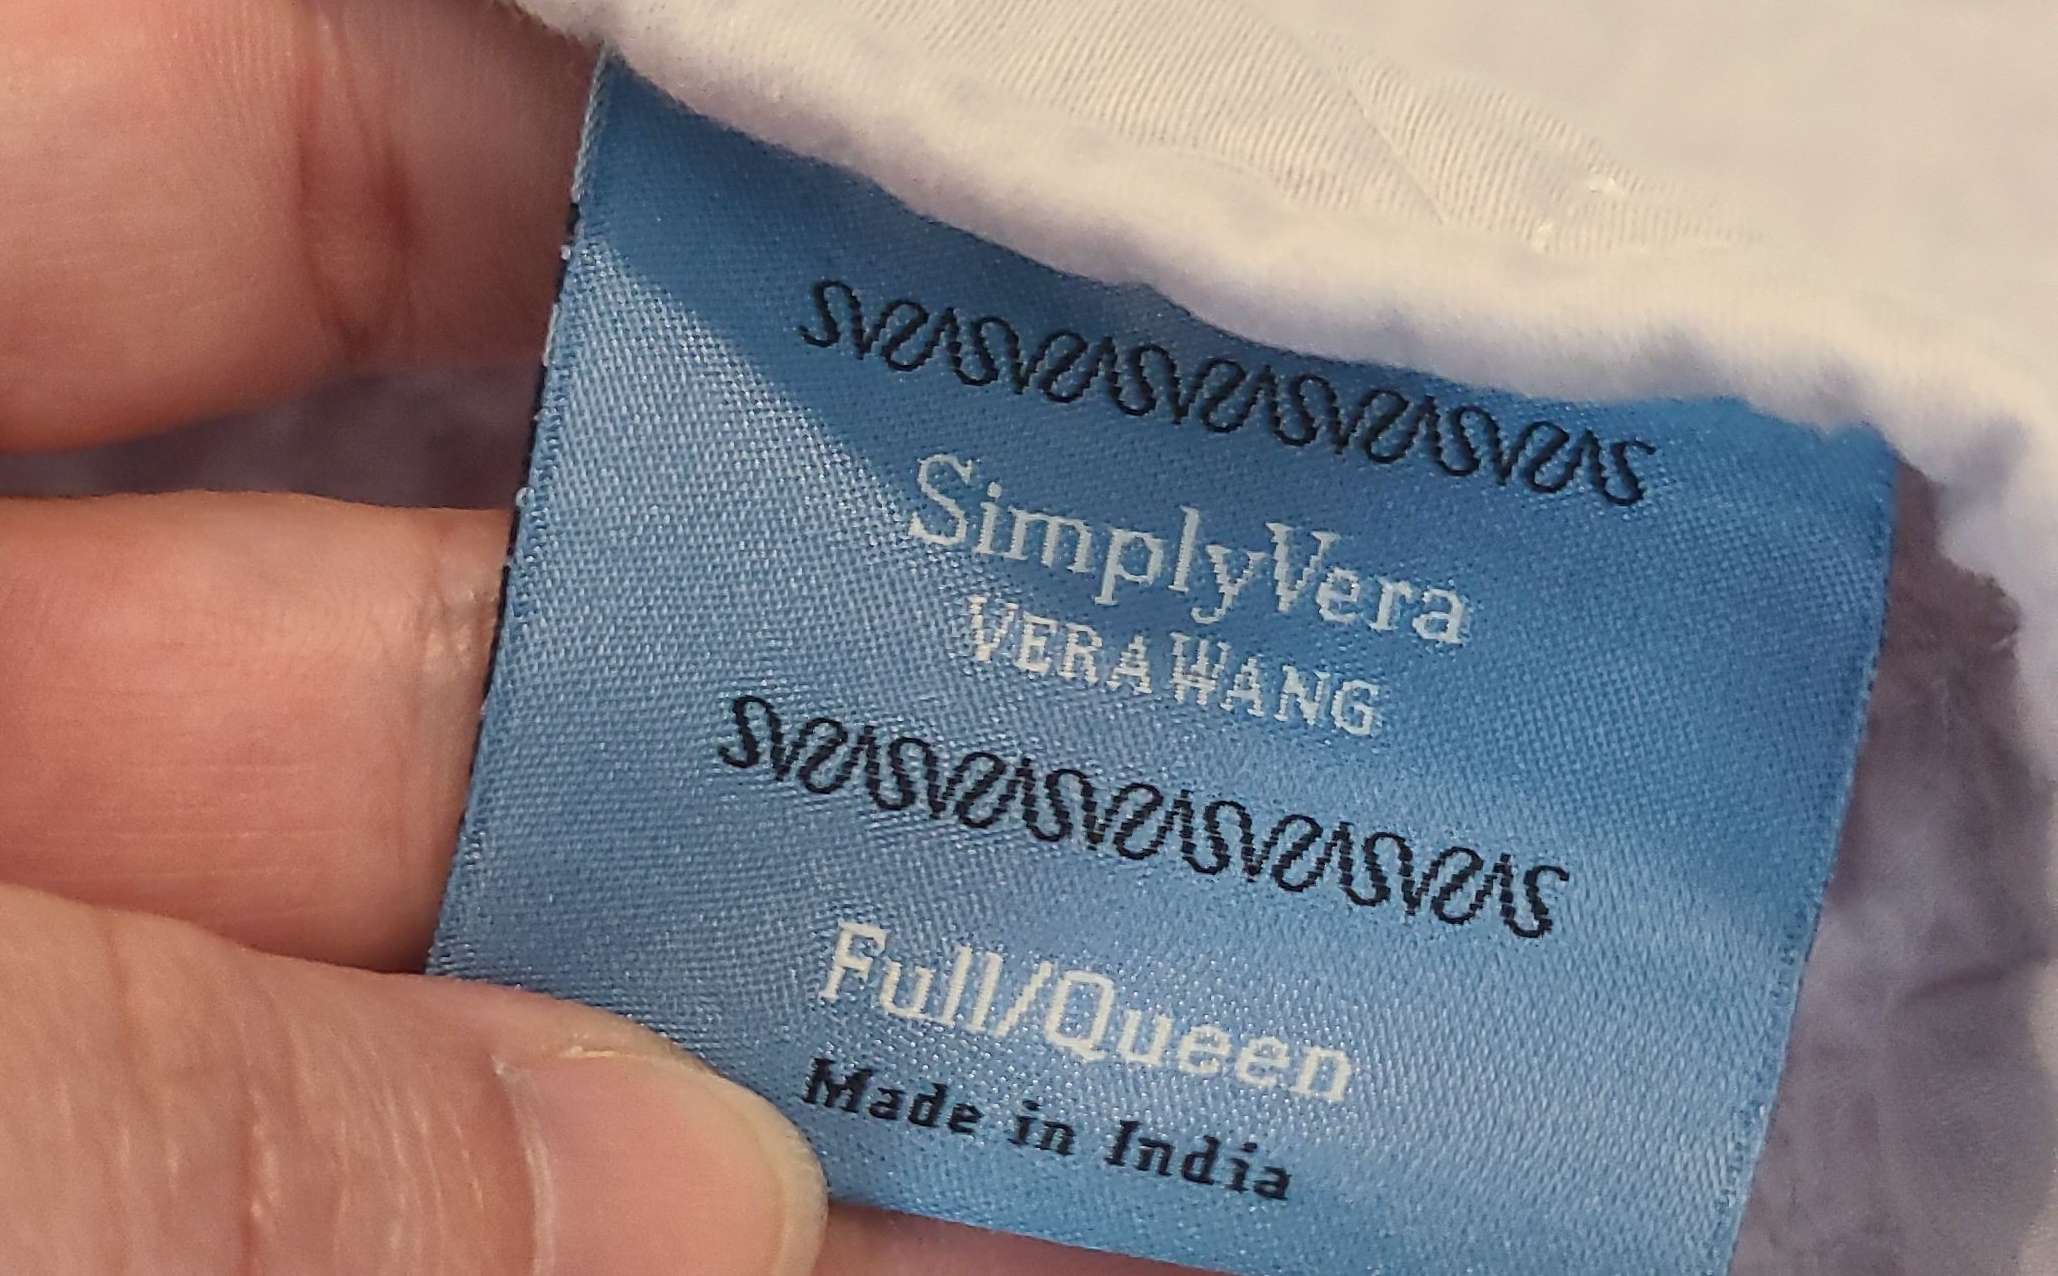 SimplyVera
VERA WANG
Full/Queen
Made in India